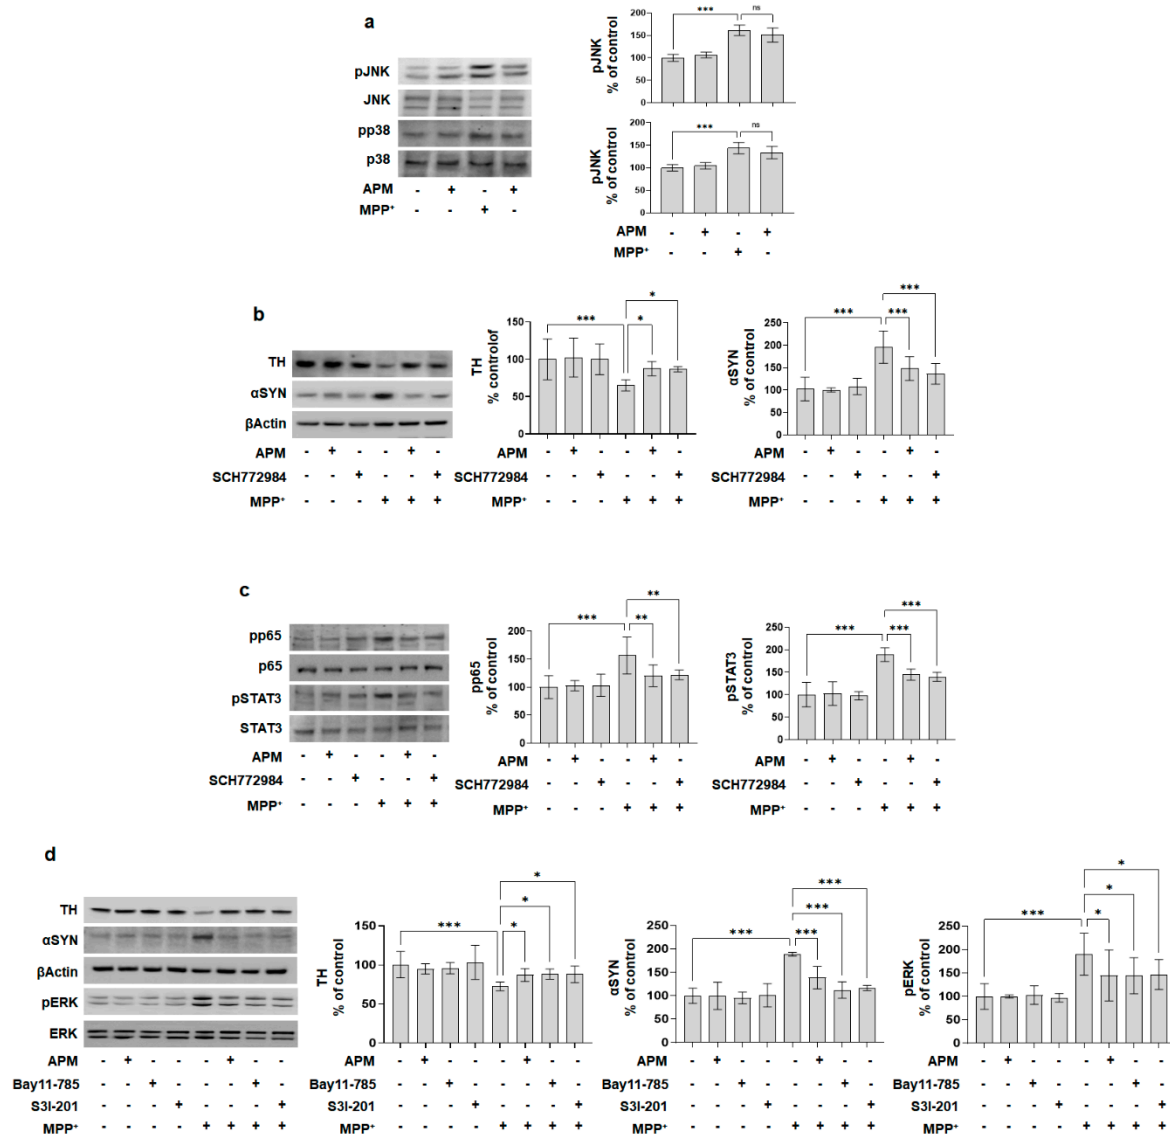 a
pJNK
JNK
pp38
p38
APM - + - +
MPP⁺ - - + -
***
ns
pJNK
% of control
200
150
100
50
0
***
ns
pJNK
% of control
200
150
100
50
0
APM - + - +
MPP⁺ - - + -
b
TH
αSYN
βActin
APM - + - - + -
SCH772984 - - + - - +
MPP⁺ - - - + + +
***
*
*
TH
% controlof
150
100
50
0
APM - + - - + -
SCH772984 - - + - - +
MPP⁺ - - - + + +
***
***
***
αSYN
% of control
250
200
150
100
50
0
APM - + - - + -
SCH772984 - - + - - +
MPP⁺ - - - + + +
c
pp65
p65
pSTAT3
STAT3
APM - + - - + -
SCH772984 - - + - - +
MPP⁺ - - - + + +
***
**
**
pp65
% of control
200
150
100
50
0
APM - + - - + -
SCH772984 - - + - - +
MPP⁺ - - - + + +
***
***
***
pSTAT3
% of control
250
200
150
100
50
0
APM - + - - + -
SCH772984 - - + - - +
MPP⁺ - - - + + +
d
TH
αSYN
βActin
pERK
ERK
APM - + - - - + - -
Bay11-785 - - + - - - + -
S3I-201 - - - + - - - +
MPP⁺ - - - - + + + +
***
*
*
*
TH
% of control
150
100
50
0
APM - + - - - + - -
Bay11-785 - - + - - - + -
S3I-201 - - - + - - - +
MPP⁺ - - - - + + + +
***
***
***
***
αSYN
% of control
250
200
150
100
50
0
APM - + - - - + - -
Bay11-785 - - + - - - + -
S3I-201 - - - + - - - +
MPP⁺ - - - - + + + +
***
*
*
*
pERK
% of control
250
200
150
100
50
0
APM - + - - - + - -
Bay11-785 - - + - - - + -
S3I-201 - - - + - - - +
MPP⁺ - - - - + + + +